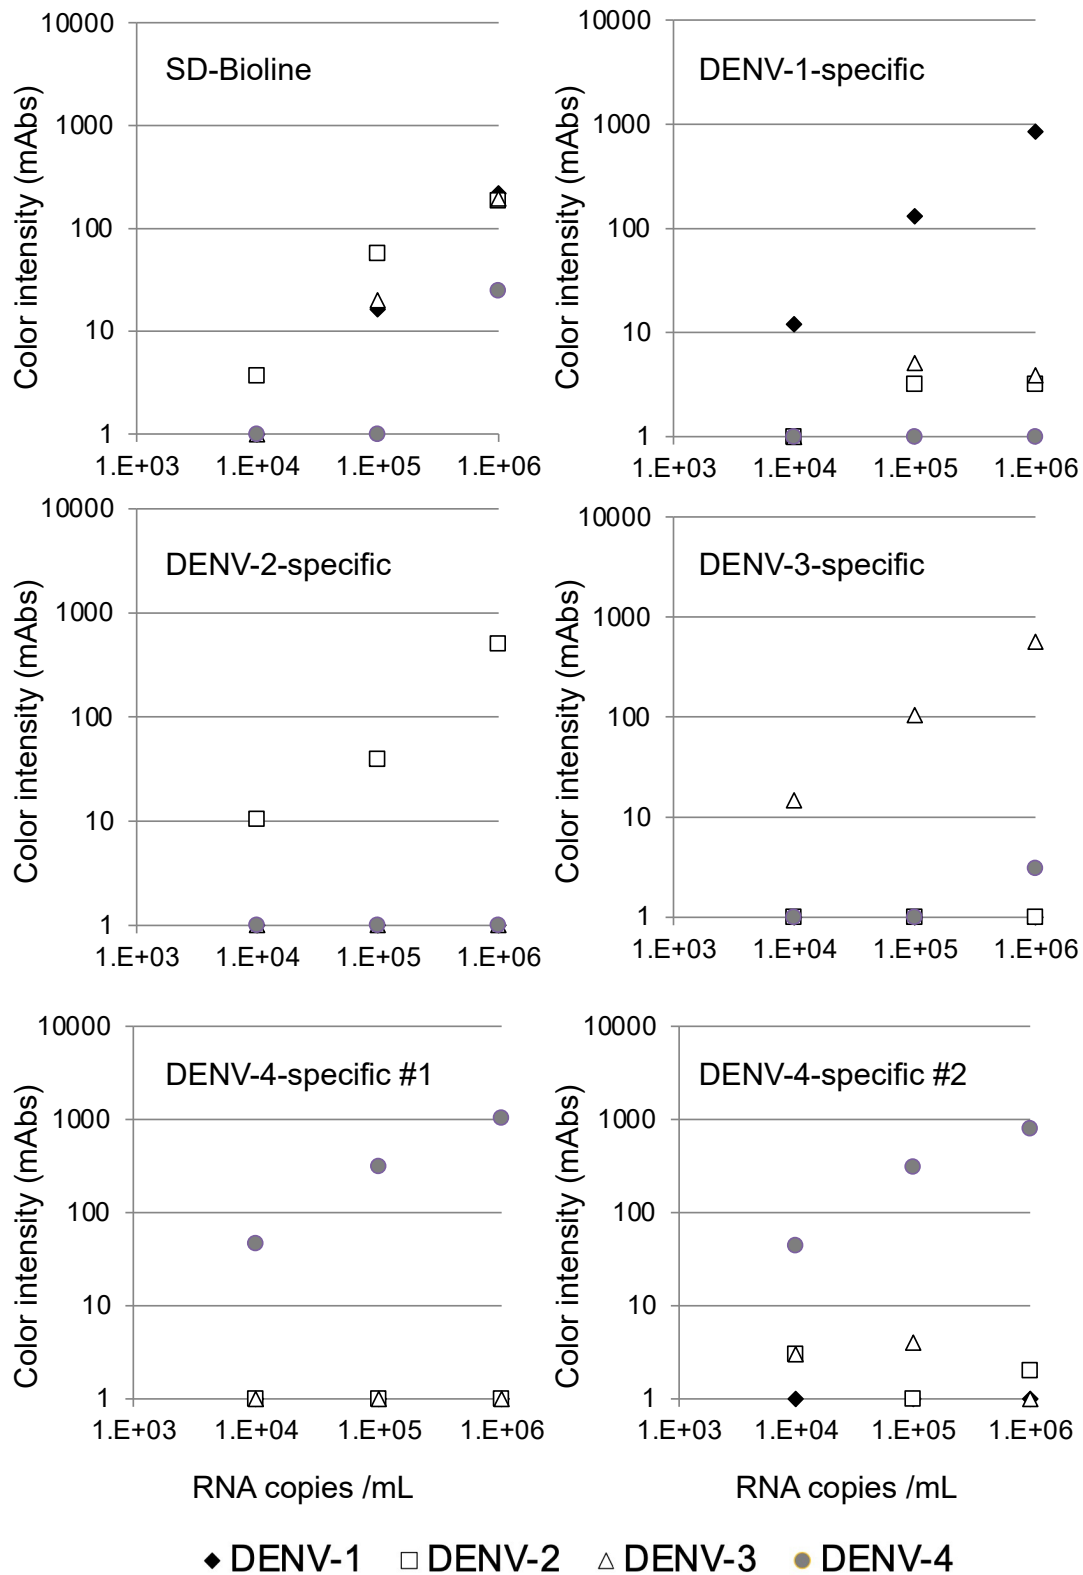 10000
1000
100
10
1
Color intensity (mAbs)
SD-Bioline
1.E+03 1.E+04 1.E+05 1.E+06
10000
1000
100
10
1
Color intensity (mAbs)
DENV-1-specific
1.E+03 1.E+04 1.E+05 1.E+06
10000
1000
100
10
1
Color intensity (mAbs)
DENV-2-specific
1.E+03 1.E+04 1.E+05 1.E+06
10000
1000
100
10
1
Color intensity (mAbs)
DENV-3-specific
1.E+03 1.E+04 1.E+05 1.E+06
10000
1000
100
10
1
Color intensity (mAbs)
DENV-4-specific #1
1.E+03 1.E+04 1.E+05 1.E+06
RNA copies /mL
10000
1000
100
10
1
Color intensity (mAbs)
DENV-4-specific #2
1.E+03 1.E+04 1.E+05 1.E+06
RNA copies /mL
DENV-1 DENV-2 DENV-3 DENV-4